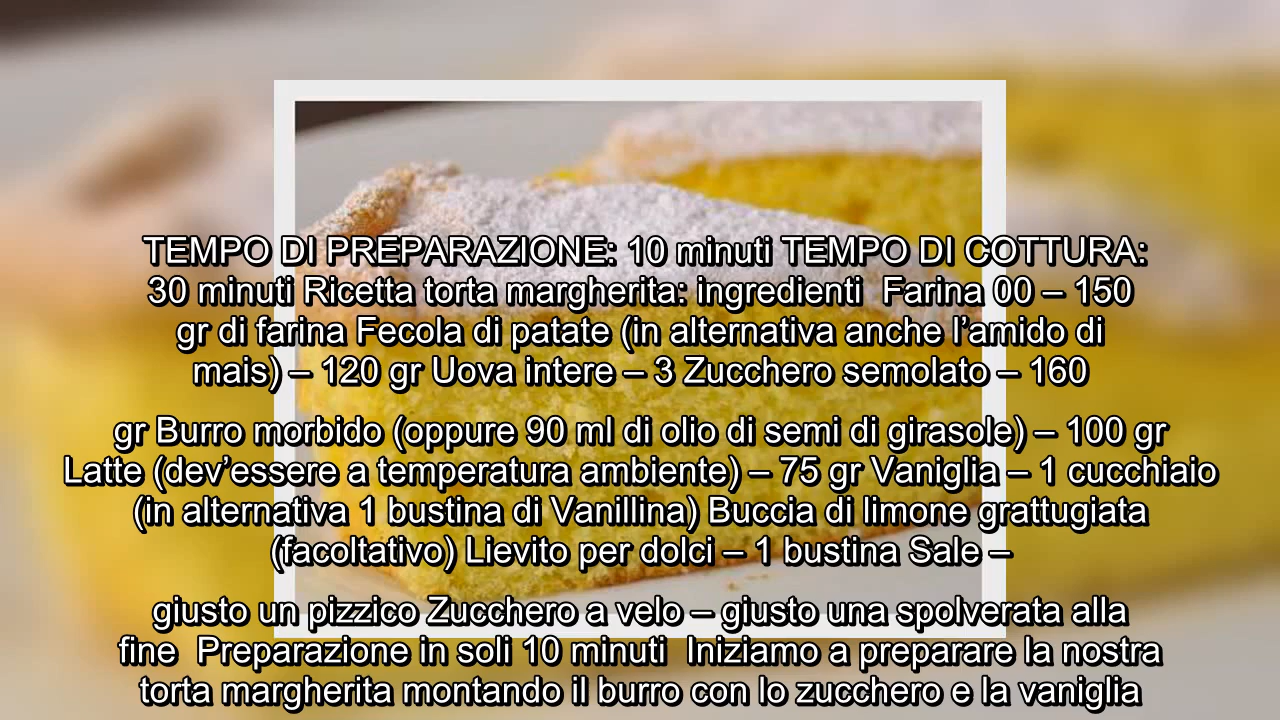 TEMPO DI PREPARAZIONE: 10 minuti TEMPO DI COTTURA:
30 minuti Ricetta torta margherita: ingredienti  Farina 00 – 150
gr di farina Fecola di patate (in alternativa anche l’amido di
mais) – 120 gr Uova intere – 3 Zucchero semolato – 160
gr Burro morbido (oppure 90 ml di olio di semi di girasole) – 100 gr
Latte (dev’essere a temperatura ambiente) – 75 gr Vaniglia – 1 cucchiaio
(in alternativa 1 bustina di Vanillina) Buccia di limone grattugiata
(facoltativo) Lievito per dolci – 1 bustina Sale –
giusto un pizzico Zucchero a velo – giusto una spolverata alla
fine  Preparazione in soli 10 minuti  Iniziamo a preparare la nostra
torta margherita montando il burro con lo zucchero e la vaniglia